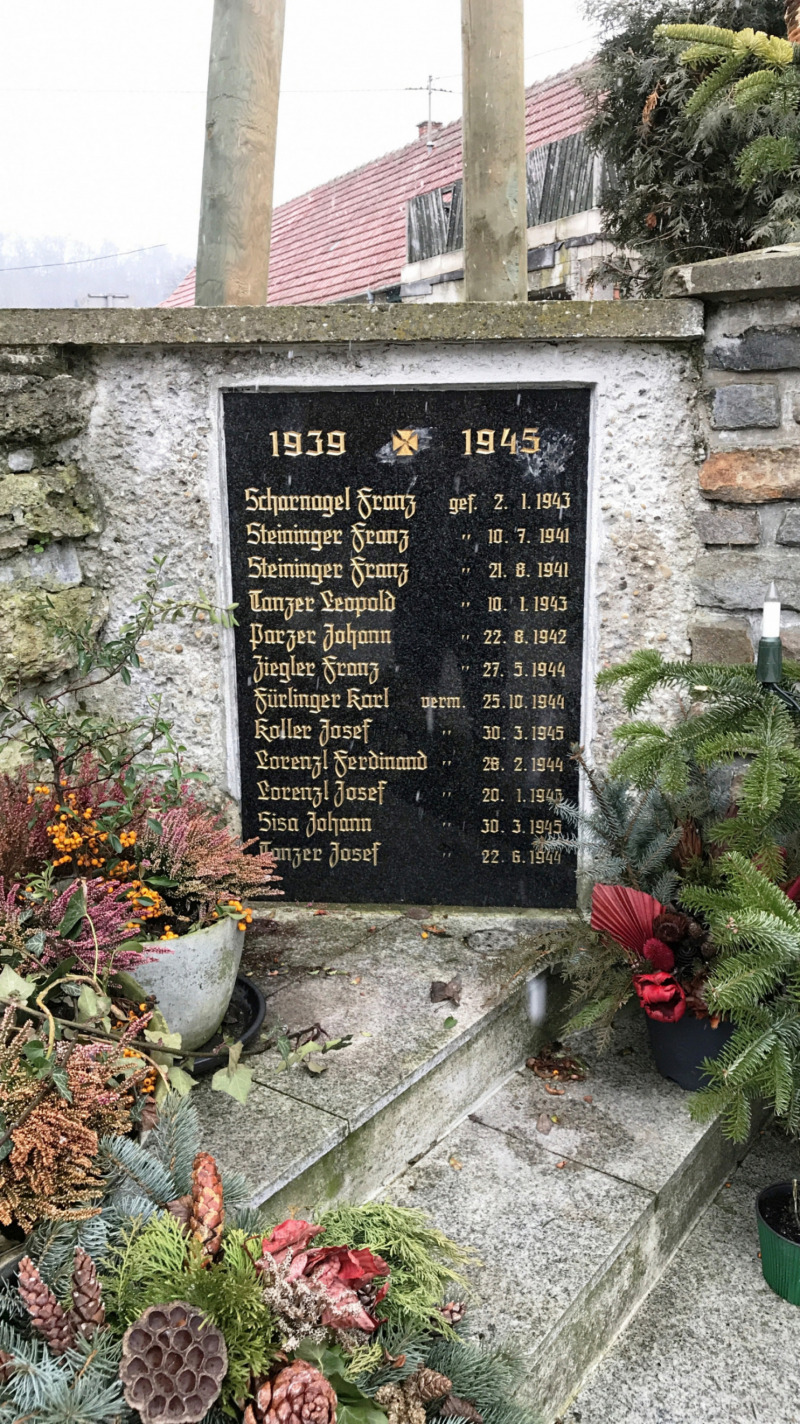 1939 ✠ 1945
Scharnagel Franz gef. 2. 1. 1943
Steininger Franz " 10. 7. 1941
Steininger Franz " 21. 8. 1941
Tanzer Leopold " 10. 1. 1943
Parzer Johann " 22. 8. 1942
Ziegler Franz " 27. 5. 1944
Fürlinger Karl verm. 25. 10. 1944
Koller Josef " 30. 3. 1945
Lorenzl Ferdinand " 28. 2. 1944
Lorenzl Josef " 20. 1. 1943
Sisa Johann " 30. 3. 1945
Tanzer Josef " 22. 6. 1944